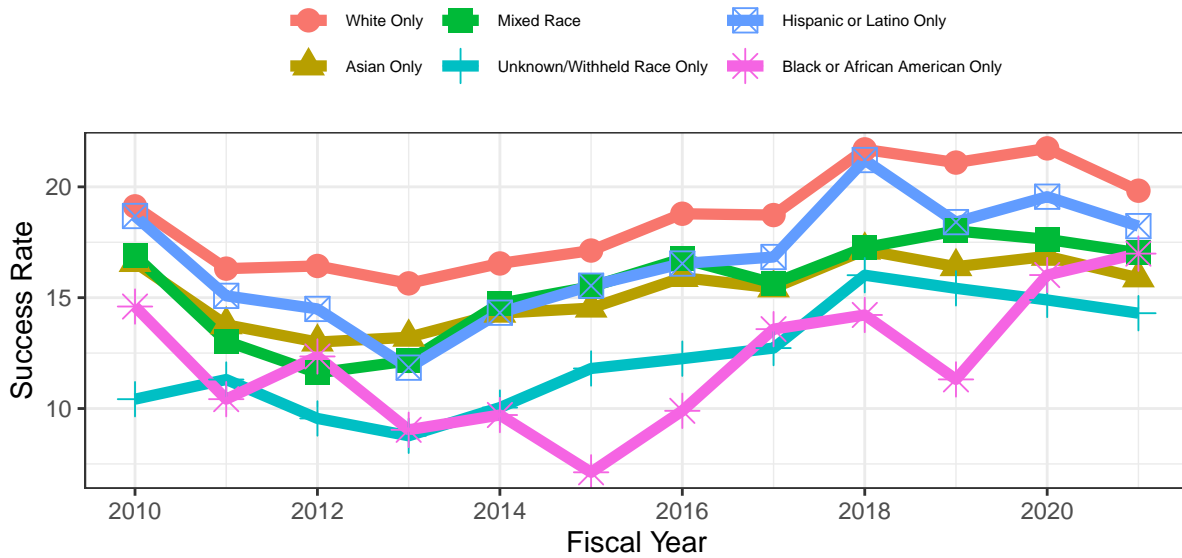 White Only Mixed Race Hispanic or Latino Only
Asian Only Unknown/Withheld Race Only Black or African American Only
Success Rate
20
15
10
2010 2012 2014 2016 2018 2020
Fiscal Year